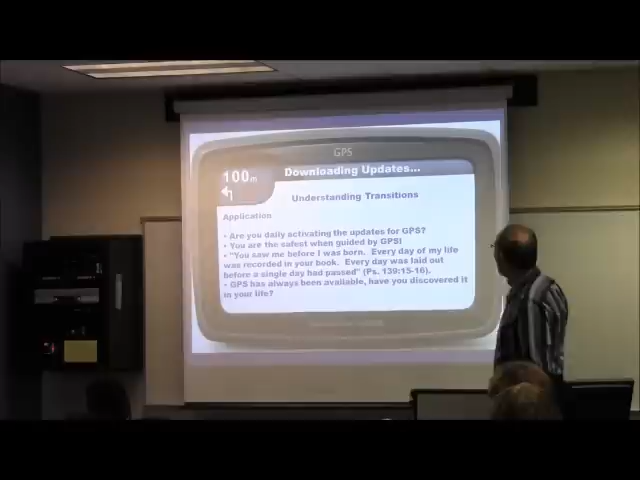 GPS
100m
Downloading Updates...
Understanding Transitions
Application
• Are you daily activating the updates for GPS?
• You are the safest when guided by GPS!
• "You saw me before I was born. Every day of my life
was recorded in your book. Every day was laid out
before a single day had passed" (Ps. 139:15-16).
• GPS has always been available, have you discovered it
in your life?